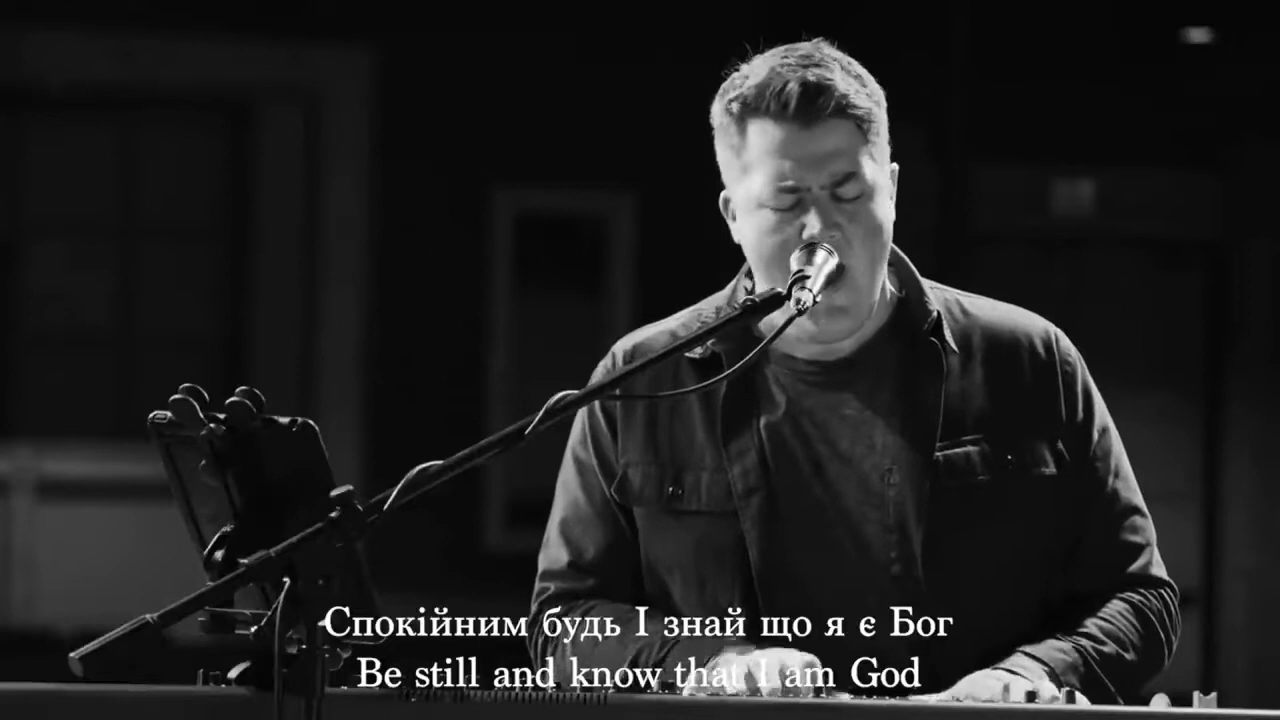 Спокійним будь І знай що я є Бог
Be still and know that I am God